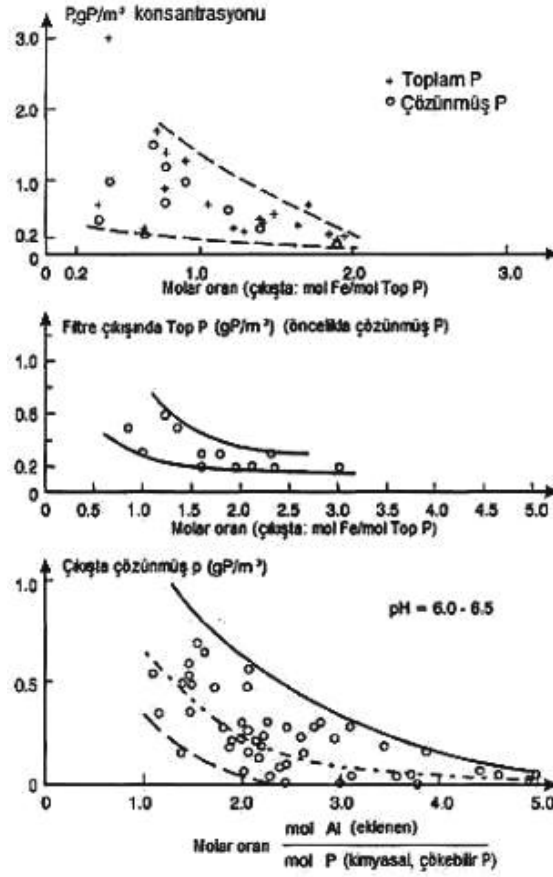 P,gP/m³ konsantrasyonu
3.0
2.0
1.0
0.2
0
+ Toplam P
o Çözünmüş P
0.2 1.0 2.0 3.0
Molar oran (çıkışta: mol Fe/mol Top P)
Filtre çıkışında Top P (gP/m³) (öncelikla çözünmüş P)
1.0
0.6
0.2
0
0 0.5 1.0 1.5 2.0 2.5 3.0 3.5 4.0 4.5 5.0
Molar oran (çıkışta: mol Fe/mol Top P)
Çıkışta çözünmüş p (gP/m³)
1.0
pH = 6.0 - 6.5
0.5
0
1.0 2.0 3.0 4.0 5.0
mol Al (eklenen)
Molar oran
mol P (kimyasal, çökebilir P)